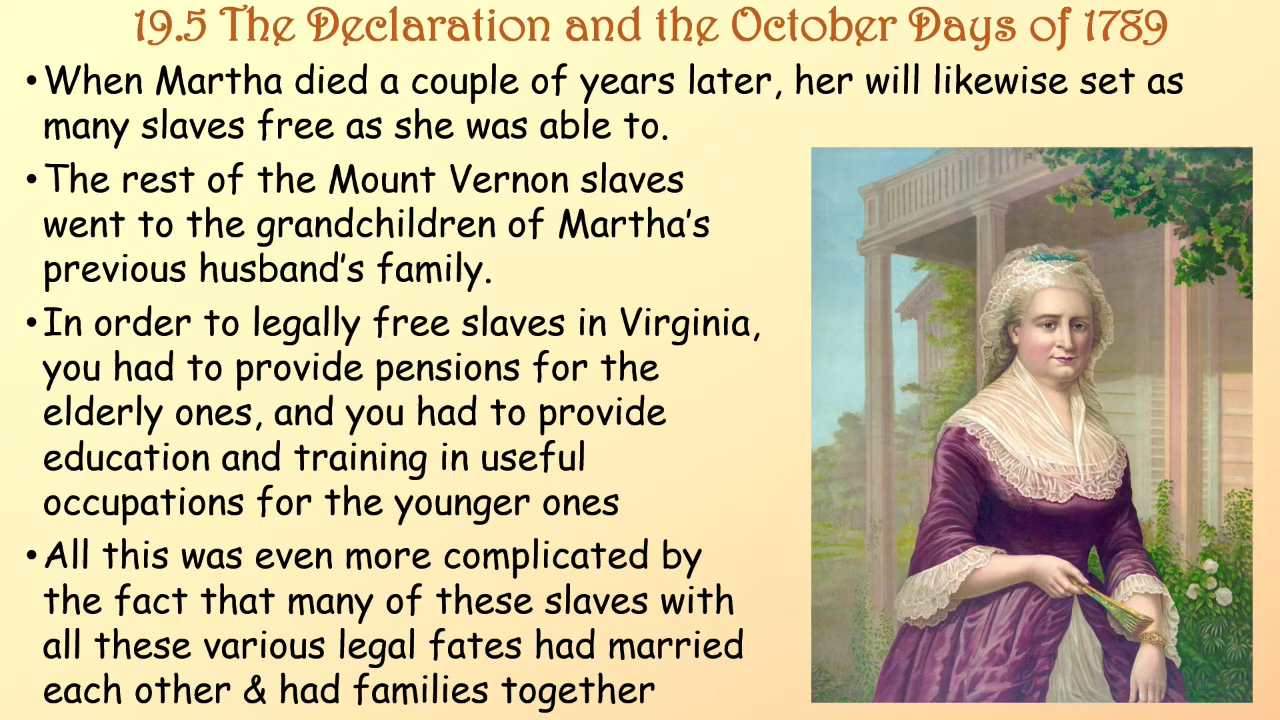 19.5 The Declaration and the October Days of 1789
• When Martha died a couple of years later, her will likewise set as
many slaves free as she was able to.
• The rest of the Mount Vernon slaves
went to the grandchildren of Martha's
previous husband's family.
• In order to legally free slaves in Virginia,
you had to provide pensions for the
elderly ones, and you had to provide
education and training in useful
occupations for the younger ones
• All this was even more complicated by
the fact that many of these slaves with
all these various legal fates had married
each other & had families together